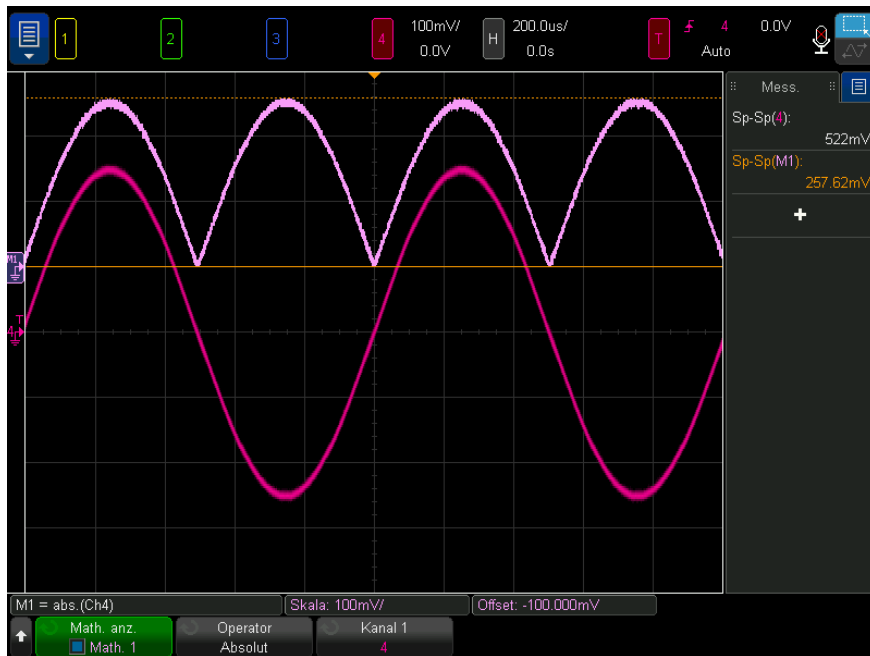 1 2 3 4 100mV/ 0.0V H 200.0us/ 0.0s T 4 Auto 0.0V
Mess.
Sp-Sp(4):
522mV
Sp-Sp(M1):
257.62mV
+
M1
T
4
M1 = abs.(Ch4) Skala: 100mV/ Offset: -100.000mV
Math. anz. Operator Kanal 1
Math. 1 Absolut 4